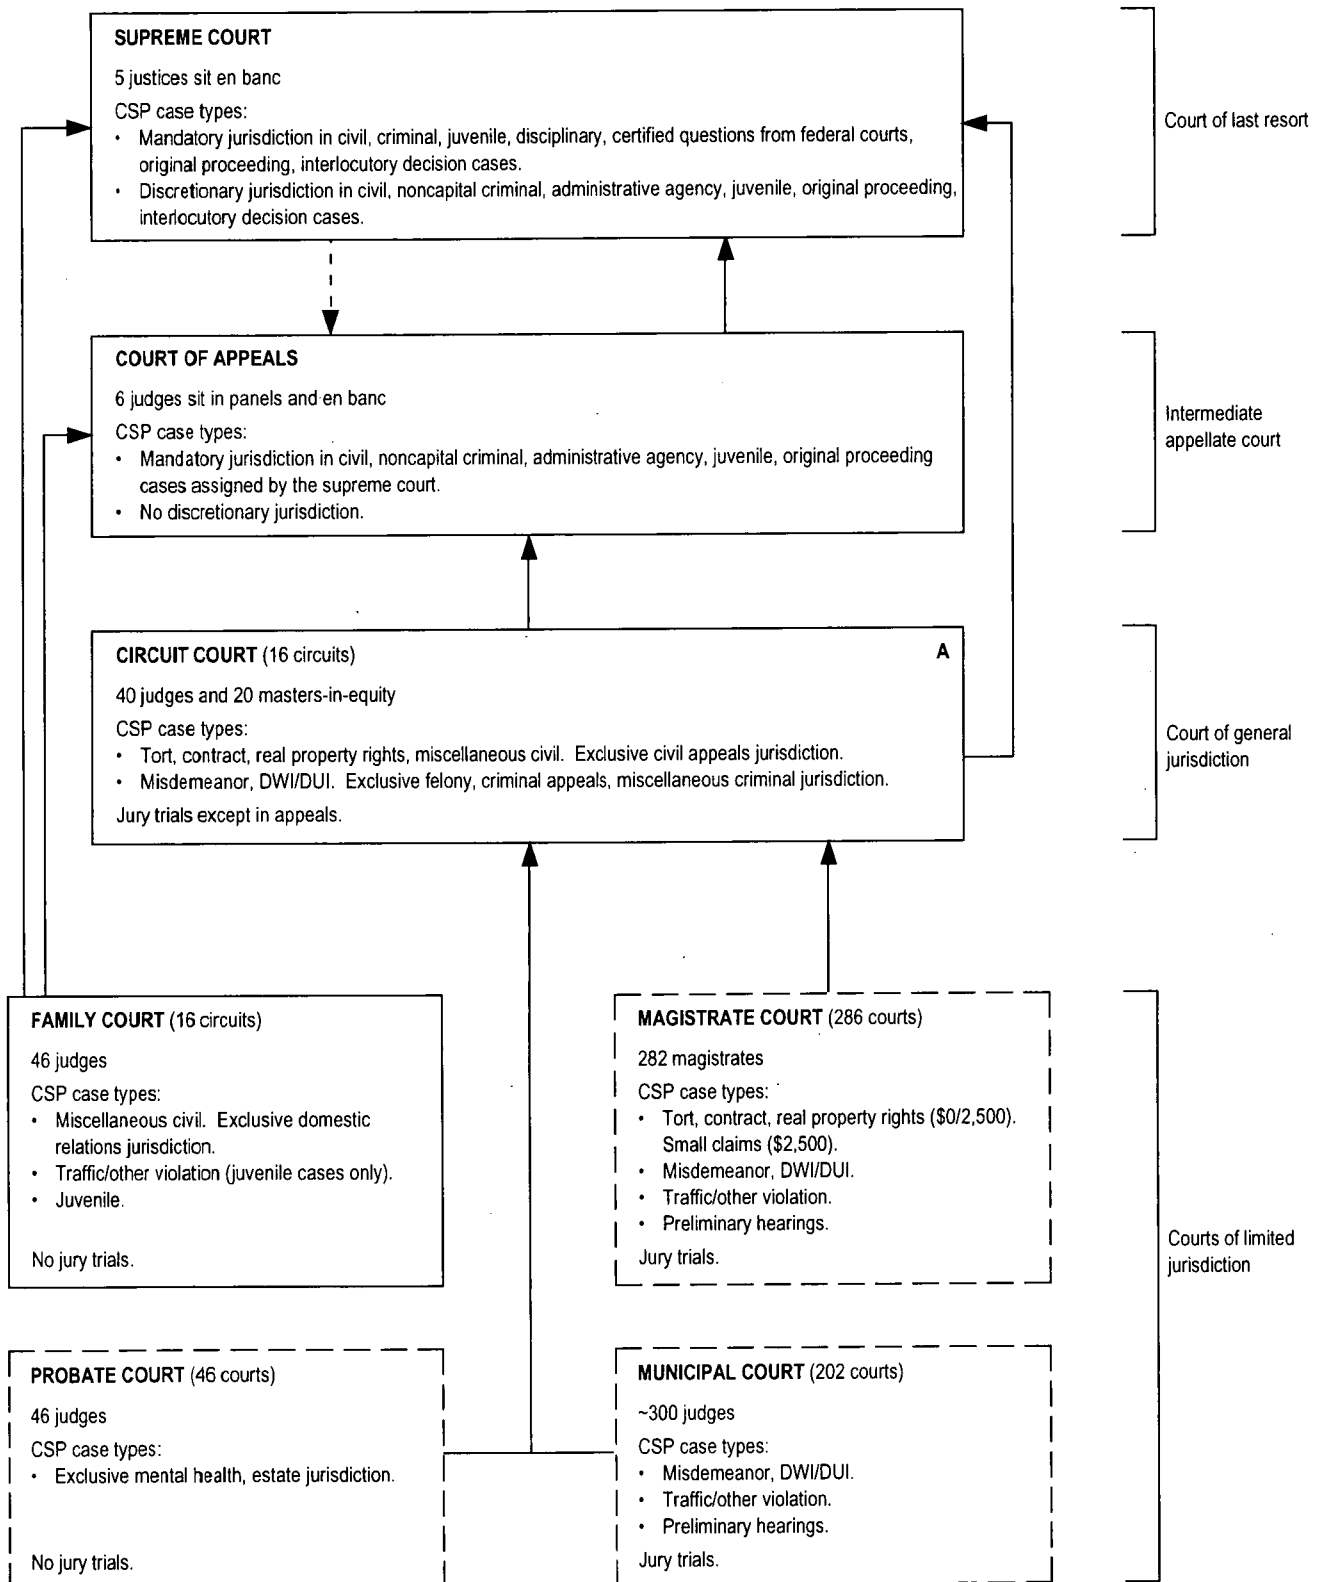 SUPREME COURT
5 justices sit en banc
CSP case types:
• Mandatory jurisdiction in civil, criminal, juvenile, disciplinary, certified questions from federal courts,
original proceeding, interlocutory decision cases.
• Discretionary jurisdiction in civil, noncapital criminal, administrative agency, juvenile, original proceeding,
interlocutory decision cases.
Court of last resort
COURT OF APPEALS
6 judges sit in panels and en banc
CSP case types:
• Mandatory jurisdiction in civil, noncapital criminal, administrative agency, juvenile, original proceeding
cases assigned by the supreme court.
• No discretionary jurisdiction.
Intermediate
appellate court
CIRCUIT COURT (16 circuits)
A
40 judges and 20 masters-in-equity
CSP case types:
• Tort, contract, real property rights, miscellaneous civil. Exclusive civil appeals jurisdiction.
• Misdemeanor, DWI/DUI. Exclusive felony, criminal appeals, miscellaneous criminal jurisdiction.
Jury trials except in appeals.
Court of general
jurisdiction
FAMILY COURT (16 circuits)
46 judges
CSP case types:
• Miscellaneous civil. Exclusive domestic
relations jurisdiction.
• Traffic/other violation (juvenile cases only).
• Juvenile.
No jury trials.
MAGISTRATE COURT (286 courts)
282 magistrates
CSP case types:
• Tort, contract, real property rights ($0/2,500).
Small claims ($2,500).
• Misdemeanor, DWI/DUI.
• Traffic/other violation.
• Preliminary hearings.
Jury trials.
Courts of limited
jurisdiction
PROBATE COURT (46 courts)
46 judges
CSP case types:
• Exclusive mental health, estate jurisdiction.
No jury trials.
MUNICIPAL COURT (202 courts)
~300 judges
CSP case types:
• Misdemeanor, DWI/DUI.
• Traffic/other violation.
• Preliminary hearings.
Jury trials.